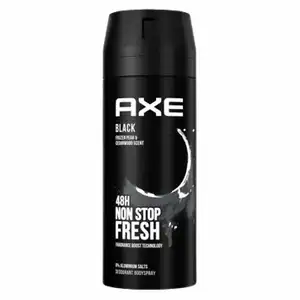 AXE
BLACK
FROZEN PEAR &
CEDARWOOD SCENT
48H
NON STOP
FRESH
FRAGRANCE BOOST TECHNOLOGY
0% ALUMINIUM SALTS
DEODORANT BODYSPRAY